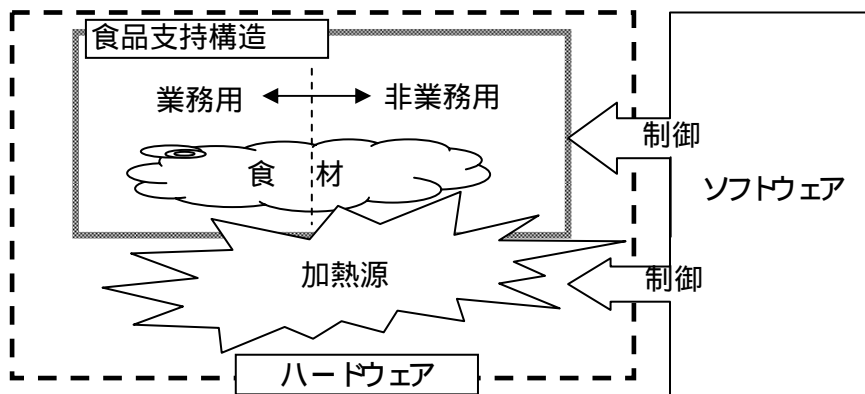 食品支持構造
業務用
非業務用
制御
食 材
ソフトウェア
加熱源
制御
ハードウェア